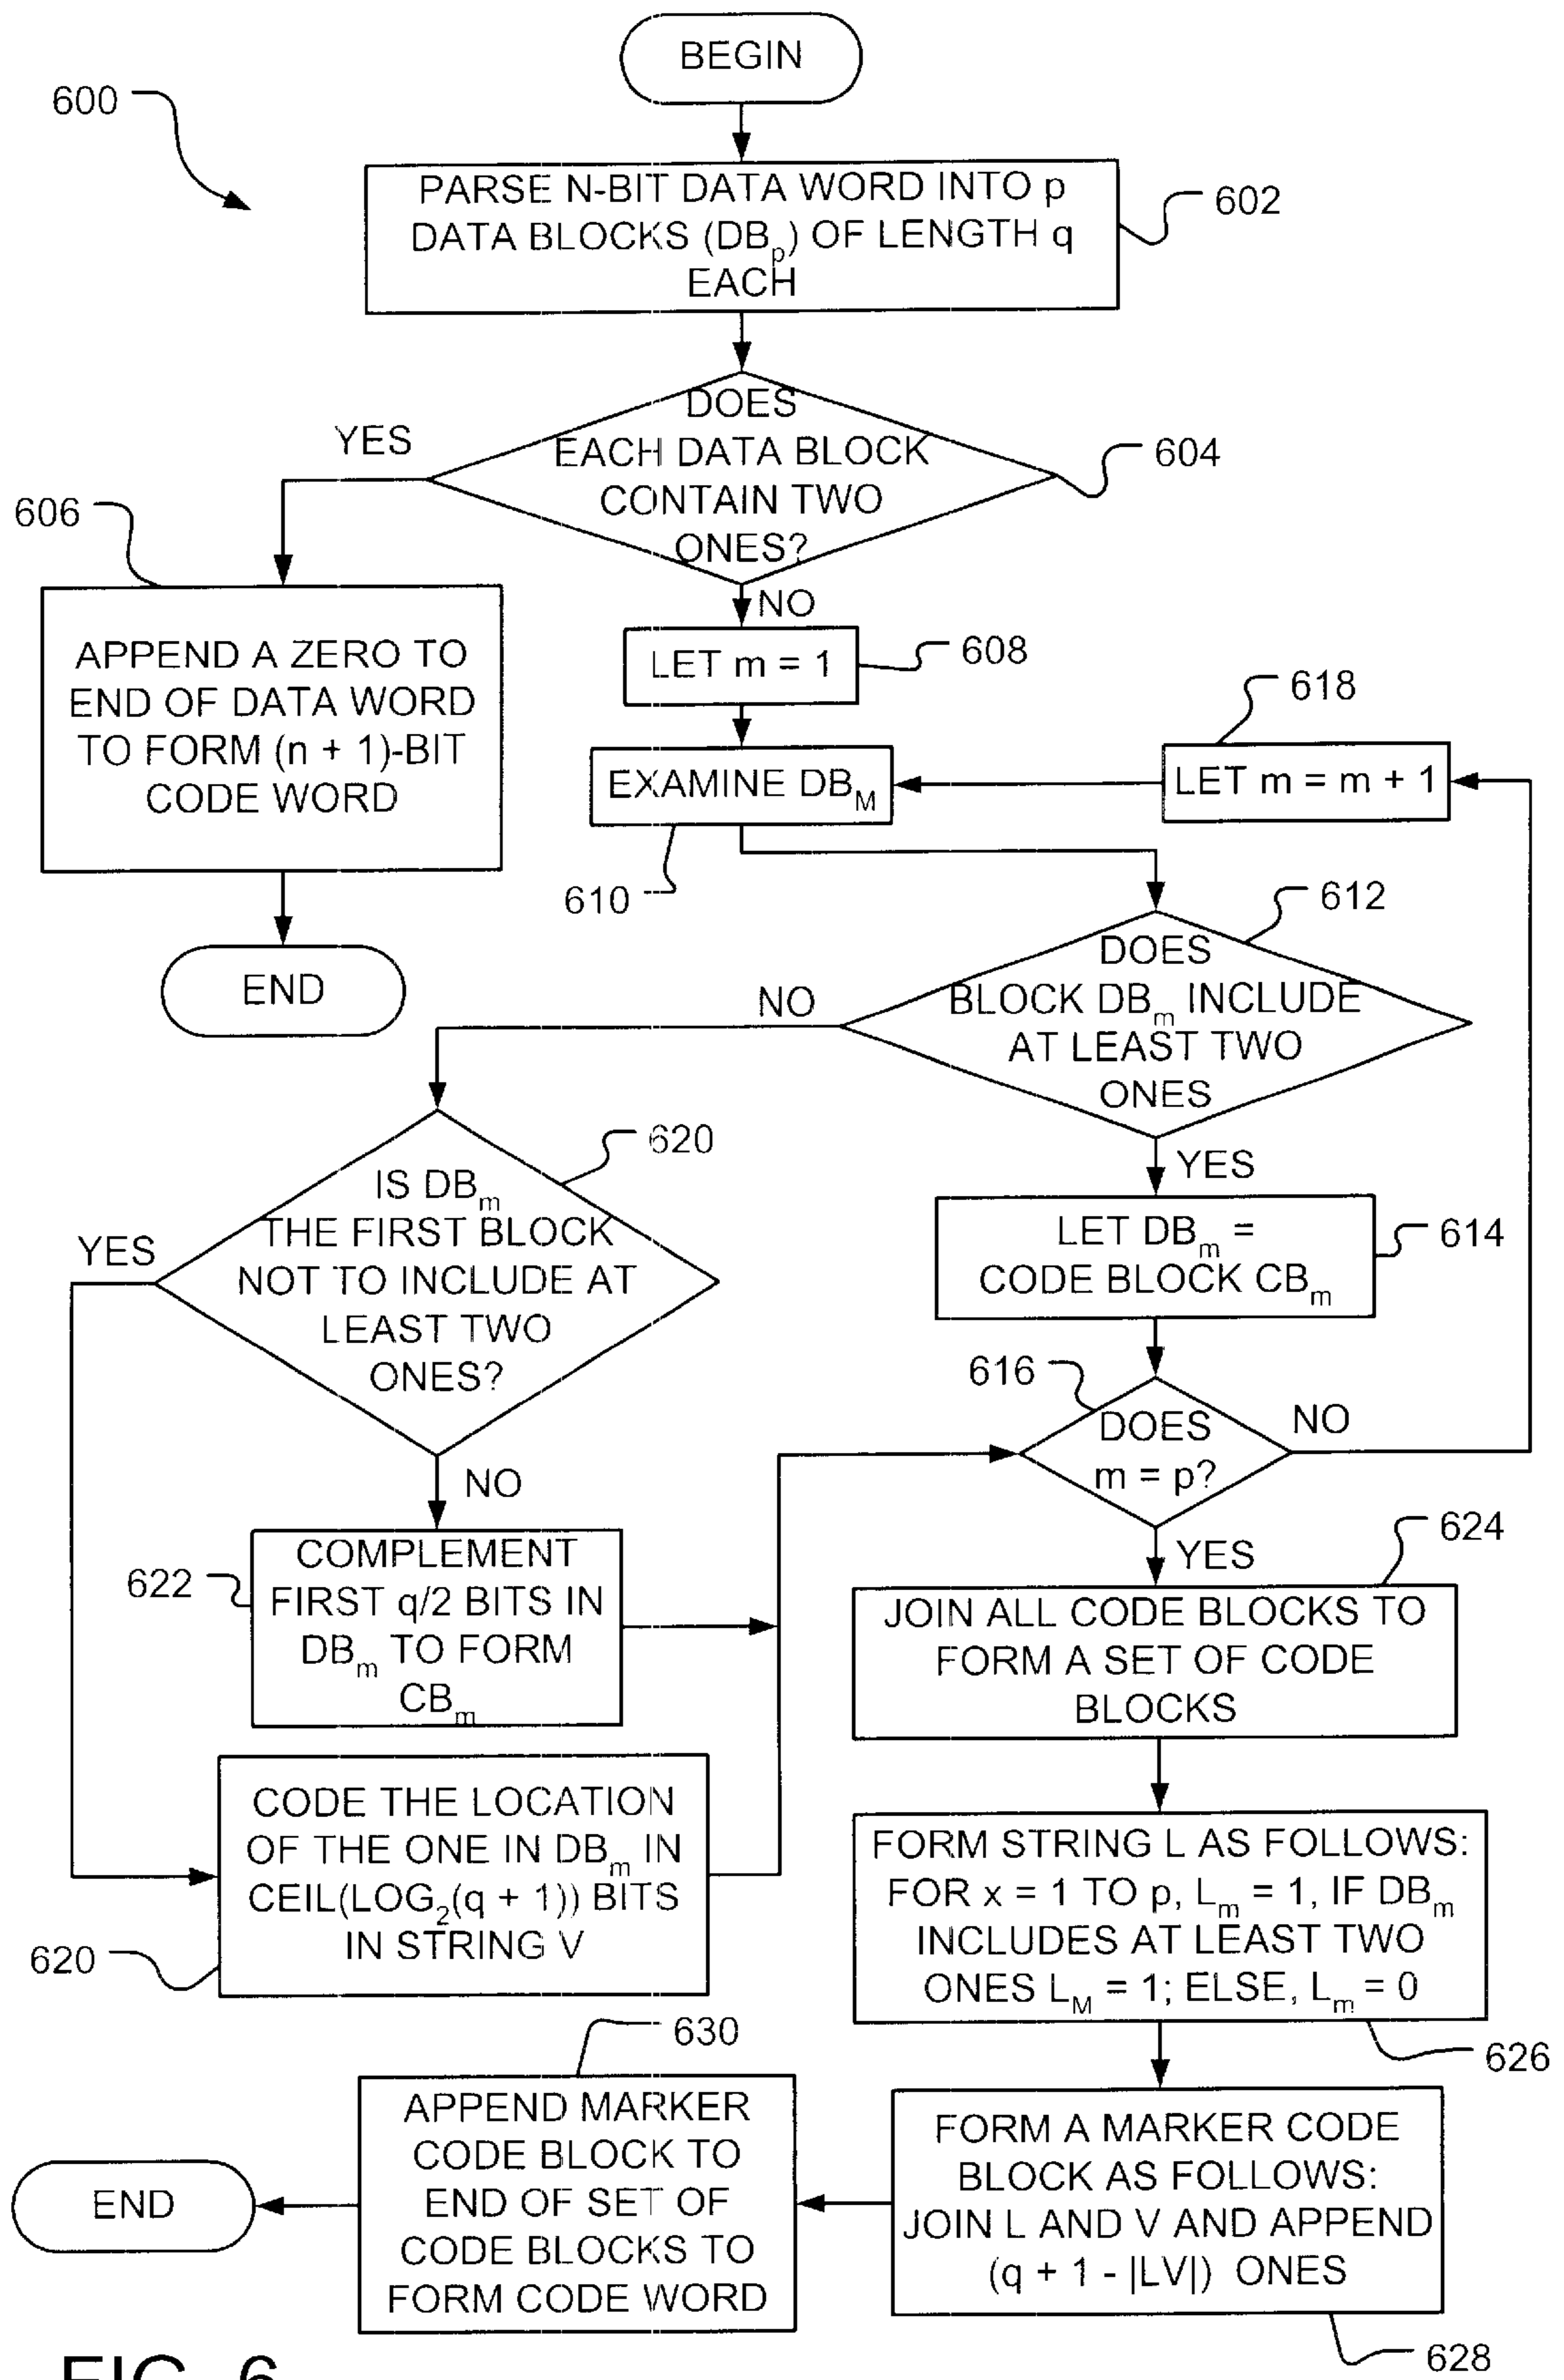 BEGIN
600
PARSE N-BIT DATA WORD INTO p
DATA BLOCKS (DBp) OF LENGTH q
EACH
602
DOES
EACH DATA BLOCK
CONTAIN TWO
ONES?
604
YES
606
APPEND A ZERO TO
END OF DATA WORD
TO FORM (n + 1)-BIT
CODE WORD
END
NO
LET m = 1
608
618
LET m = m + 1
EXAMINE DBM
610
612
DOES
BLOCK DBm INCLUDE
AT LEAST TWO
ONES
NO
620
IS DBm
THE FIRST BLOCK
NOT TO INCLUDE AT
LEAST TWO
ONES?
YES
YES
LET DBm =
CODE BLOCK CBm
614
616
DOES
m = p?
NO
NO
622
COMPLEMENT
FIRST q/2 BITS IN
DBm TO FORM
CBm
YES
624
JOIN ALL CODE BLOCKS TO
FORM A SET OF CODE
BLOCKS
CODE THE LOCATION
OF THE ONE IN DBm IN
CEIL(LOG2(q + 1)) BITS
IN STRING V
620
FORM STRING L AS FOLLOWS:
FOR x = 1 TO p, Lm = 1, IF DBm
INCLUDES AT LEAST TWO
ONES LM = 1; ELSE, Lm = 0
626
630
APPEND MARKER
CODE BLOCK TO
END OF SET OF
CODE BLOCKS TO
FORM CODE WORD
FORM A MARKER CODE
BLOCK AS FOLLOWS:
JOIN L AND V AND APPEND
(q + 1 - |LV|) ONES
628
END
FIG. 6